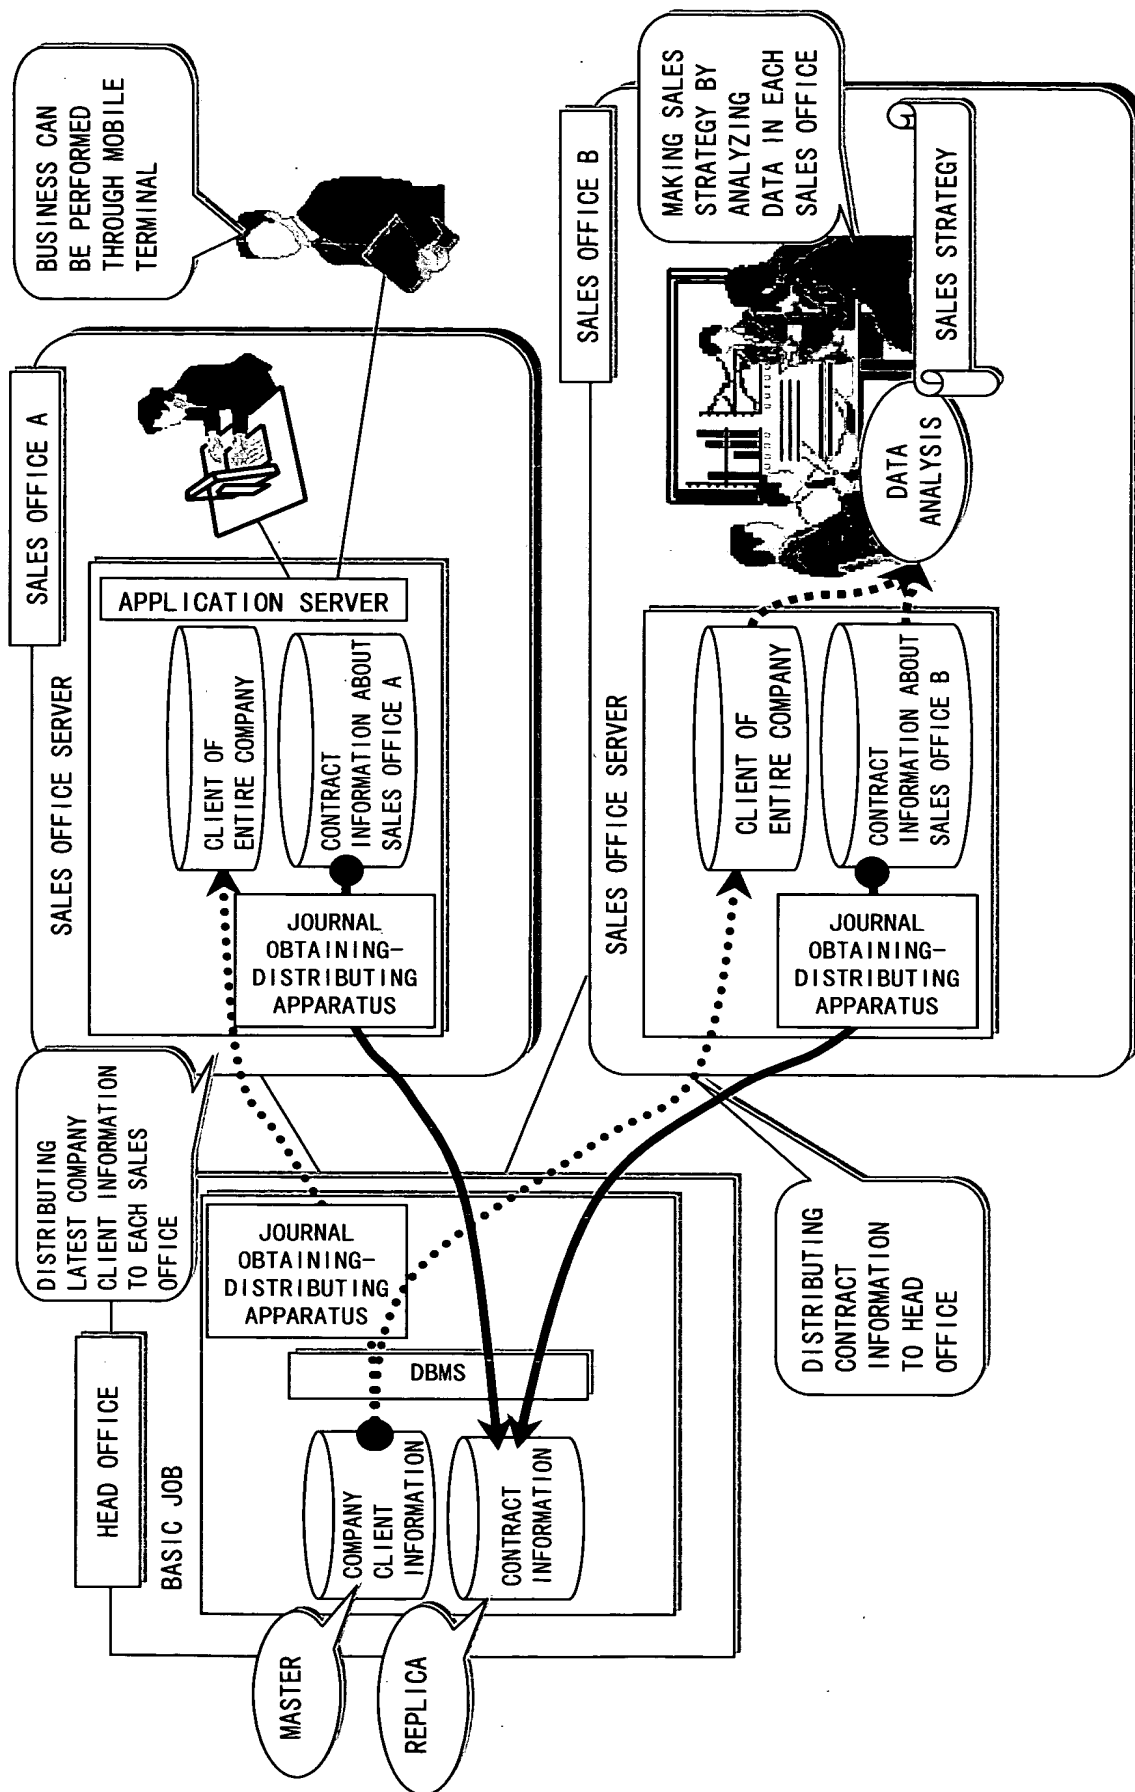 HEAD OFFICE
BASIC JOB
MASTER
COMPANY
CLIENT
INFORMATION
REPLICA
CONTRACT
INFORMATION
DBMS
JOURNAL
OBTAINING-
DISTRIBUTING
APPARATUS
DISTRIBUTING
LATEST COMPANY
CLIENT INFORMATION
TO EACH SALES
OFFICE
SALES OFFICE A
SALES OFFICE SERVER
JOURNAL
OBTAINING-
DISTRIBUTING
APPARATUS
CLIENT OF
ENTIRE COMPANY
CONTRACT
INFORMATION ABOUT
SALES OFFICE A
APPLICATION SERVER
BUSINESS CAN
BE PERFORMED
THROUGH MOBILE
TERMINAL
DISTRIBUTING
CONTRACT
INFORMATION
TO HEAD
OFFICE
SALES OFFICE B
SALES OFFICE SERVER
JOURNAL
OBTAINING-
DISTRIBUTING
APPARATUS
CLIENT OF
ENTIRE COMPANY
CONTRACT
INFORMATION ABOUT
SALES OFFICE B
DATA
ANALYSIS
MAKING SALES
STRATEGY BY
ANALYZING
DATA IN EACH
SALES OFFICE
SALES STRATEGY